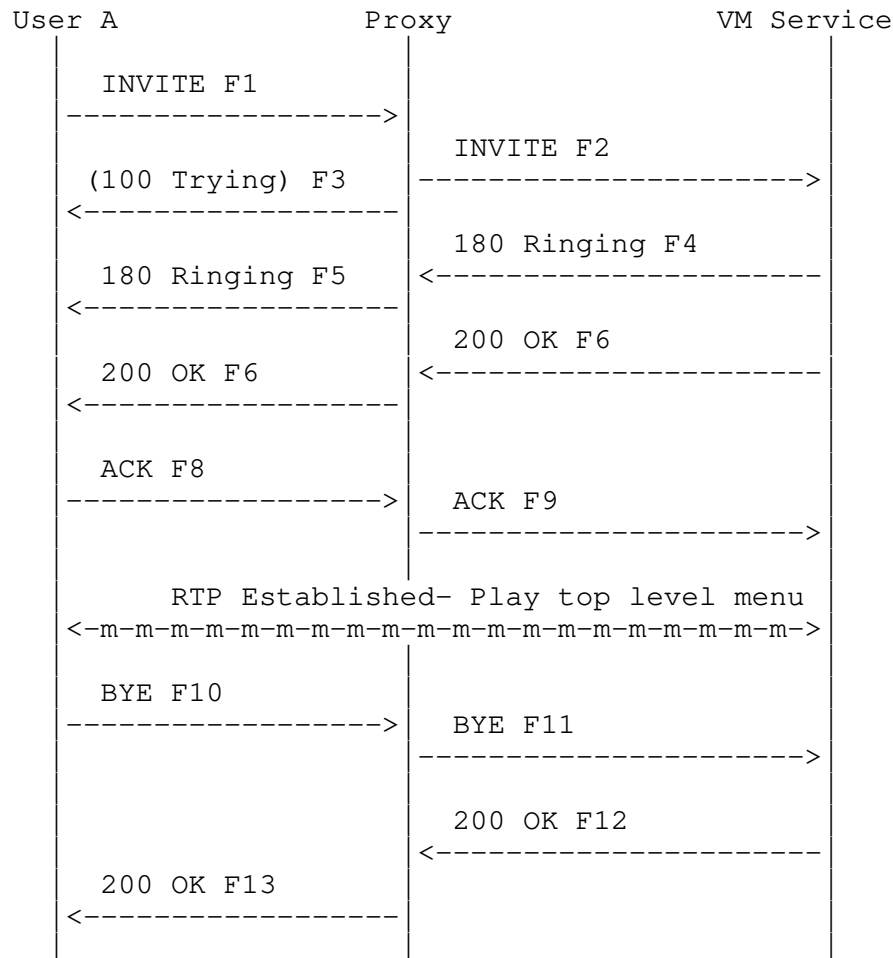 User A Proxy VM Service
INVITE F1
INVITE F2
(100 Trying) F3
180 Ringing F4
180 Ringing F5
200 OK F6
200 OK F6
ACK F8
ACK F9
RTP Established- Play top level menu
<-m-m-m-m-m-m-m-m-m-m-m-m-m-m-m-m-m-m-m-m->
BYE F10
BYE F11
200 OK F12
200 OK F13